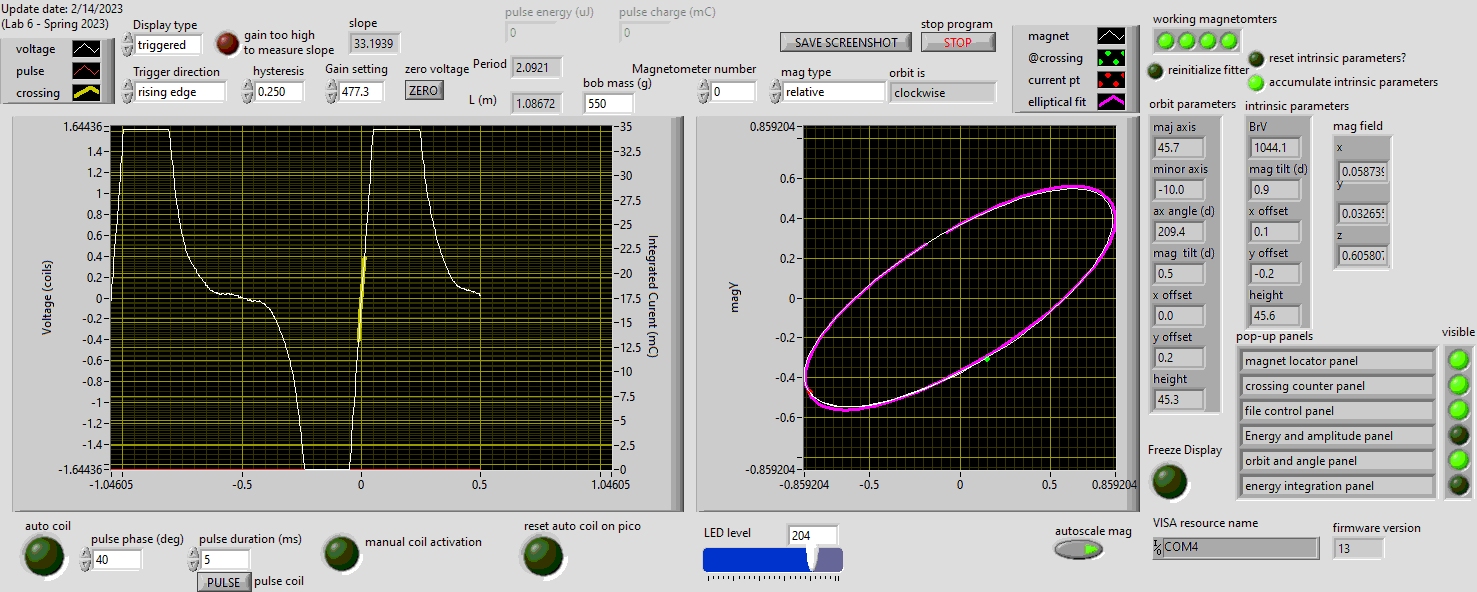 Update date: 2/14/2023
(Lab 6 - Spring 2023)
voltage
pulse
crossing
Display type
triggered
gain too high
to measure slope
slope
33.1939
Trigger direction
rising edge
hysteresis
0.250
Gain setting
477.3
zero voltage
ZERO
pulse energy (uJ)
0
pulse charge (mC)
0
Period
2.0921
L (m)
1.08672
bob mass (g)
550
Magnetometer number
0
SAVE SCREENSHOT
stop program
STOP
mag type
relative
orbit is
clockwise
magnet
@crossing
current pt
elliptical fit
working magnetomters
reinitialize fitter
reset intrinsic parameters?
accumulate intrinsic parameters
orbit parameters
maj axis
45.7
minor axis
-10.0
ax angle (d)
209.4
mag tilt (d)
0.5
x offset
0.0
y offset
0.2
height
45.3
intrinsic parameters
BrV
1044.1
mag tilt (d)
0.9
x offset
0.1
y offset
-0.2
height
45.6
mag field
x
0.058739
y
z
0.605807
Voltage (coils)
1.64436
1.4
1.2
1
0.8
0.6
0.4
0.2
0
-0.2
-0.4
-0.6
-0.8
-1
-1.2
-1.4
-1.64436
35
32.5
30
27.5
25
22.5
20
17.5
15
12.5
10
7.5
5
2.5
0
Integrated Curent (mC)
-1.04605
-0.5
0
0.5
1.04605
magY
0.859204
0.6
0.4
0.2
0
-0.2
-0.4
-0.6
-0.859204
-0.859204
-0.5
0
0.5
0.859204
pop-up panels
visible
magnet locator panel
crossing counter panel
file control panel
Energy and amplitude panel
orbit and angle panel
energy integration panel
Freeze Display
auto coil
pulse phase (deg)
40
pulse duration (ms)
5
PULSE pulse coil
manual coil activation
reset auto coil on pico
LED level
204
autoscale mag
VISA resource name
COM4
firmware version
13